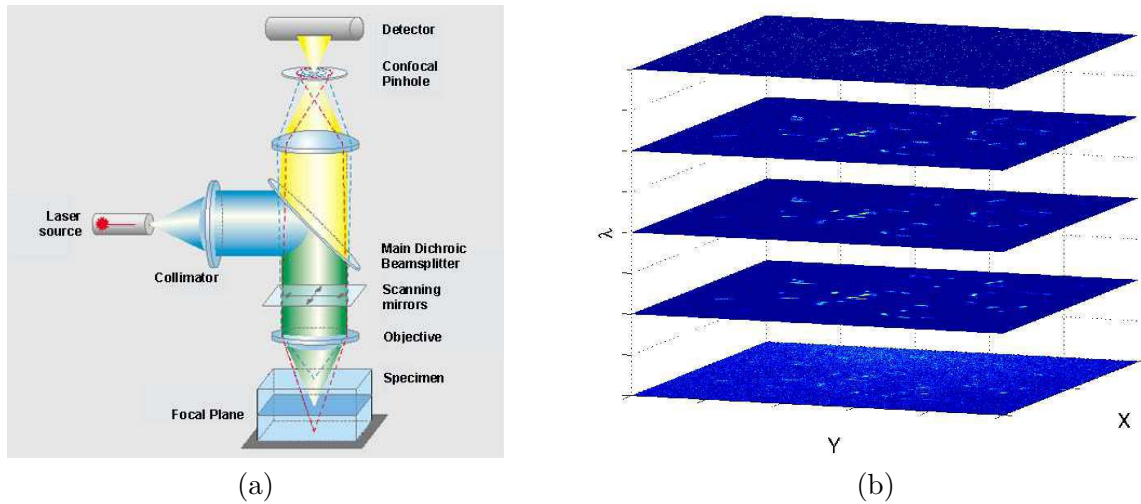 Detector
Confocal
Pinhole
Laser
source
Collimator
Main Dichroic
Beamsplitter
Scanning
mirrors
Objective
Specimen
Focal Plane
(a)
λ
X
Y
(b)